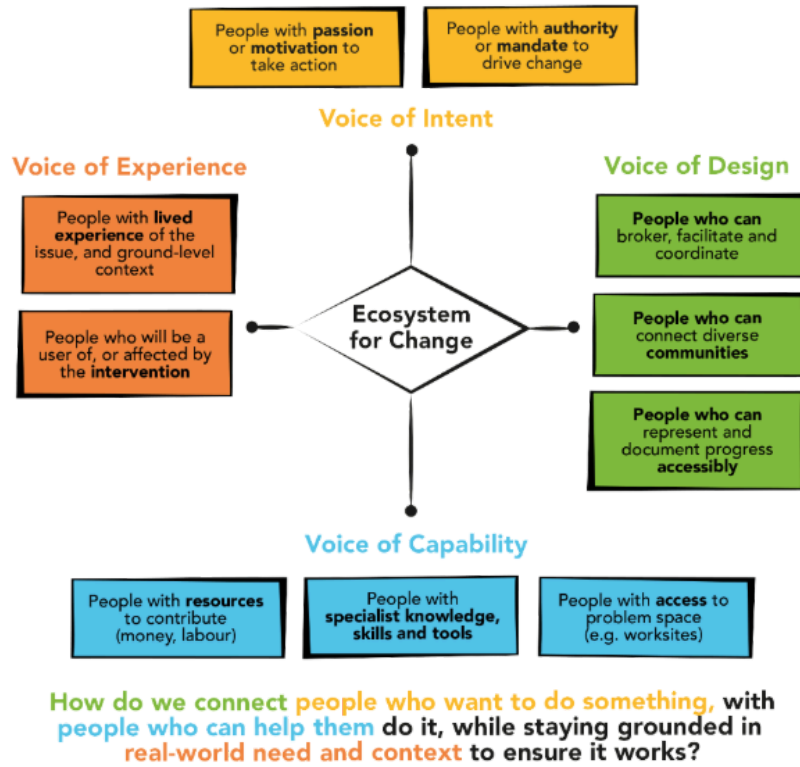 People with passion
or motivation to
take action
People with authority
or mandate to
drive change
Voice of Intent
Voice of Experience
People with lived
experience of the
issue, and ground-level
context
People who will be a
user of, or affected by
the intervention
Ecosystem
for Change
Voice of Design
People who can
broker, facilitate and
coordinate
People who can
connect diverse
communities
People who can
represent and
document progress
accessibly
Voice of Capability
People with resources
to contribute
(money, labour)
People with
specialist knowledge,
skills and tools
People with access to
problem space
(e.g. worksites)
How do we connect people who want to do something, with
people who can help them do it, while staying grounded in
real-world need and context to ensure it works?